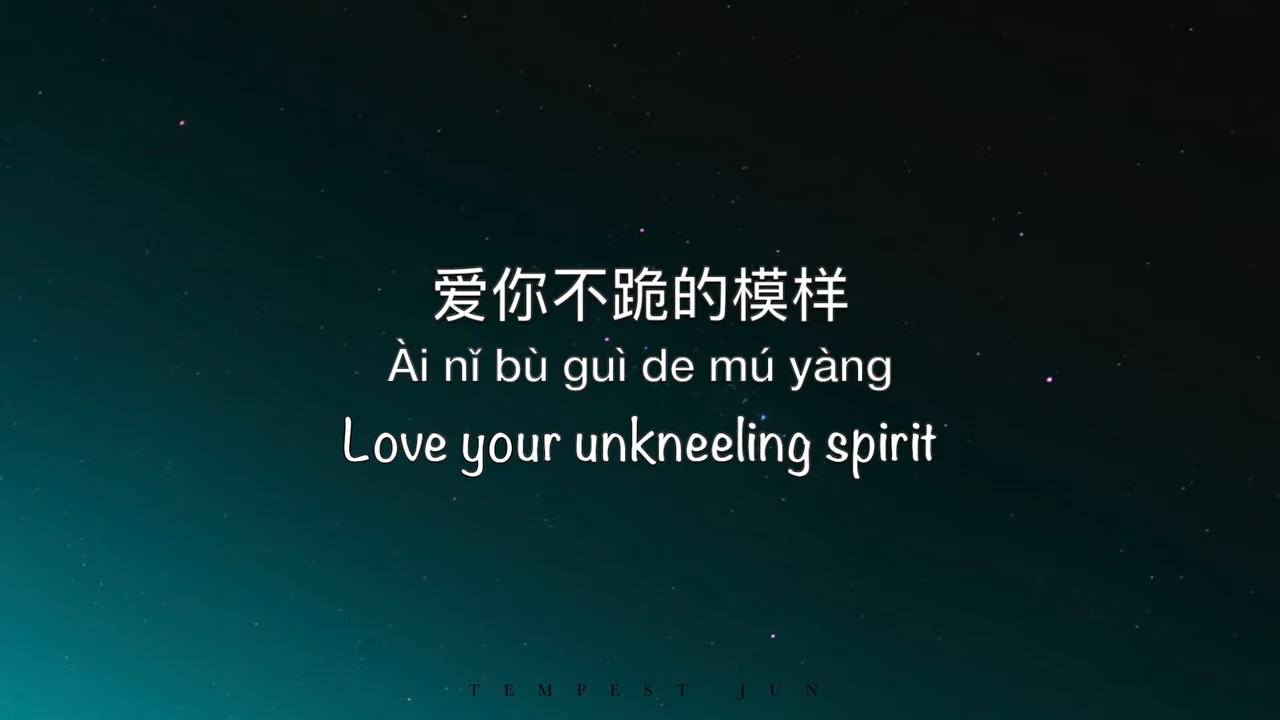 爱你不跪的模样
Ài nǐ bù guì de mú yàng
Love your unkneeling spirit
TEMPEST JUN